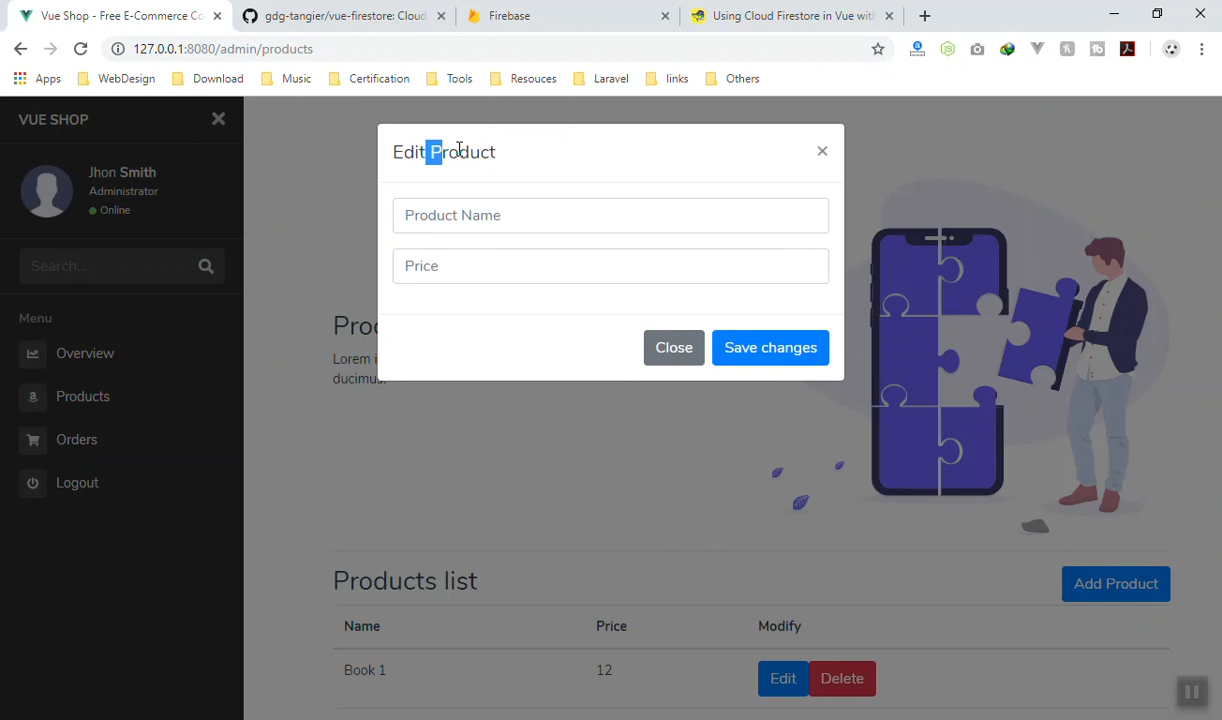 Vue Shop - Free E-Commerce Co
gdg-tangier/vue-firestore: Cloud
Firebase
Using Cloud Firestore in Vue with
127.0.0.1:8080/admin/products
Apps
WebDesign
Download
Music
Certification
Tools
Resouces
Laravel
links
Others
VUE SHOP
Jhon Smith
Administrator
Online
Search...
Menu
Overview
Products
Orders
Logout
Edit Product
×
Product Name
Price
Close
Save changes
Lorem i
ducimus
Products list
Add Product
Name
Price
Modify
Book 1
12
Edit
Delete